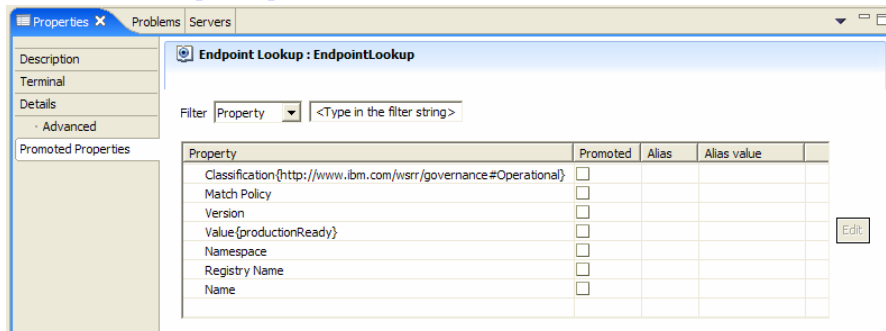 Properties Problems Servers
Endpoint Lookup : EndpointLookup
Description
Terminal
Details
· Advanced
Promoted Properties
Filter Property <Type in the filter string>
Property Promoted Alias Alias value
Classification{http://www.ibm.com/wsrr/governance#Operational}
Match Policy
Version
Value{productionReady}
Namespace
Registry Name
Name
Edit